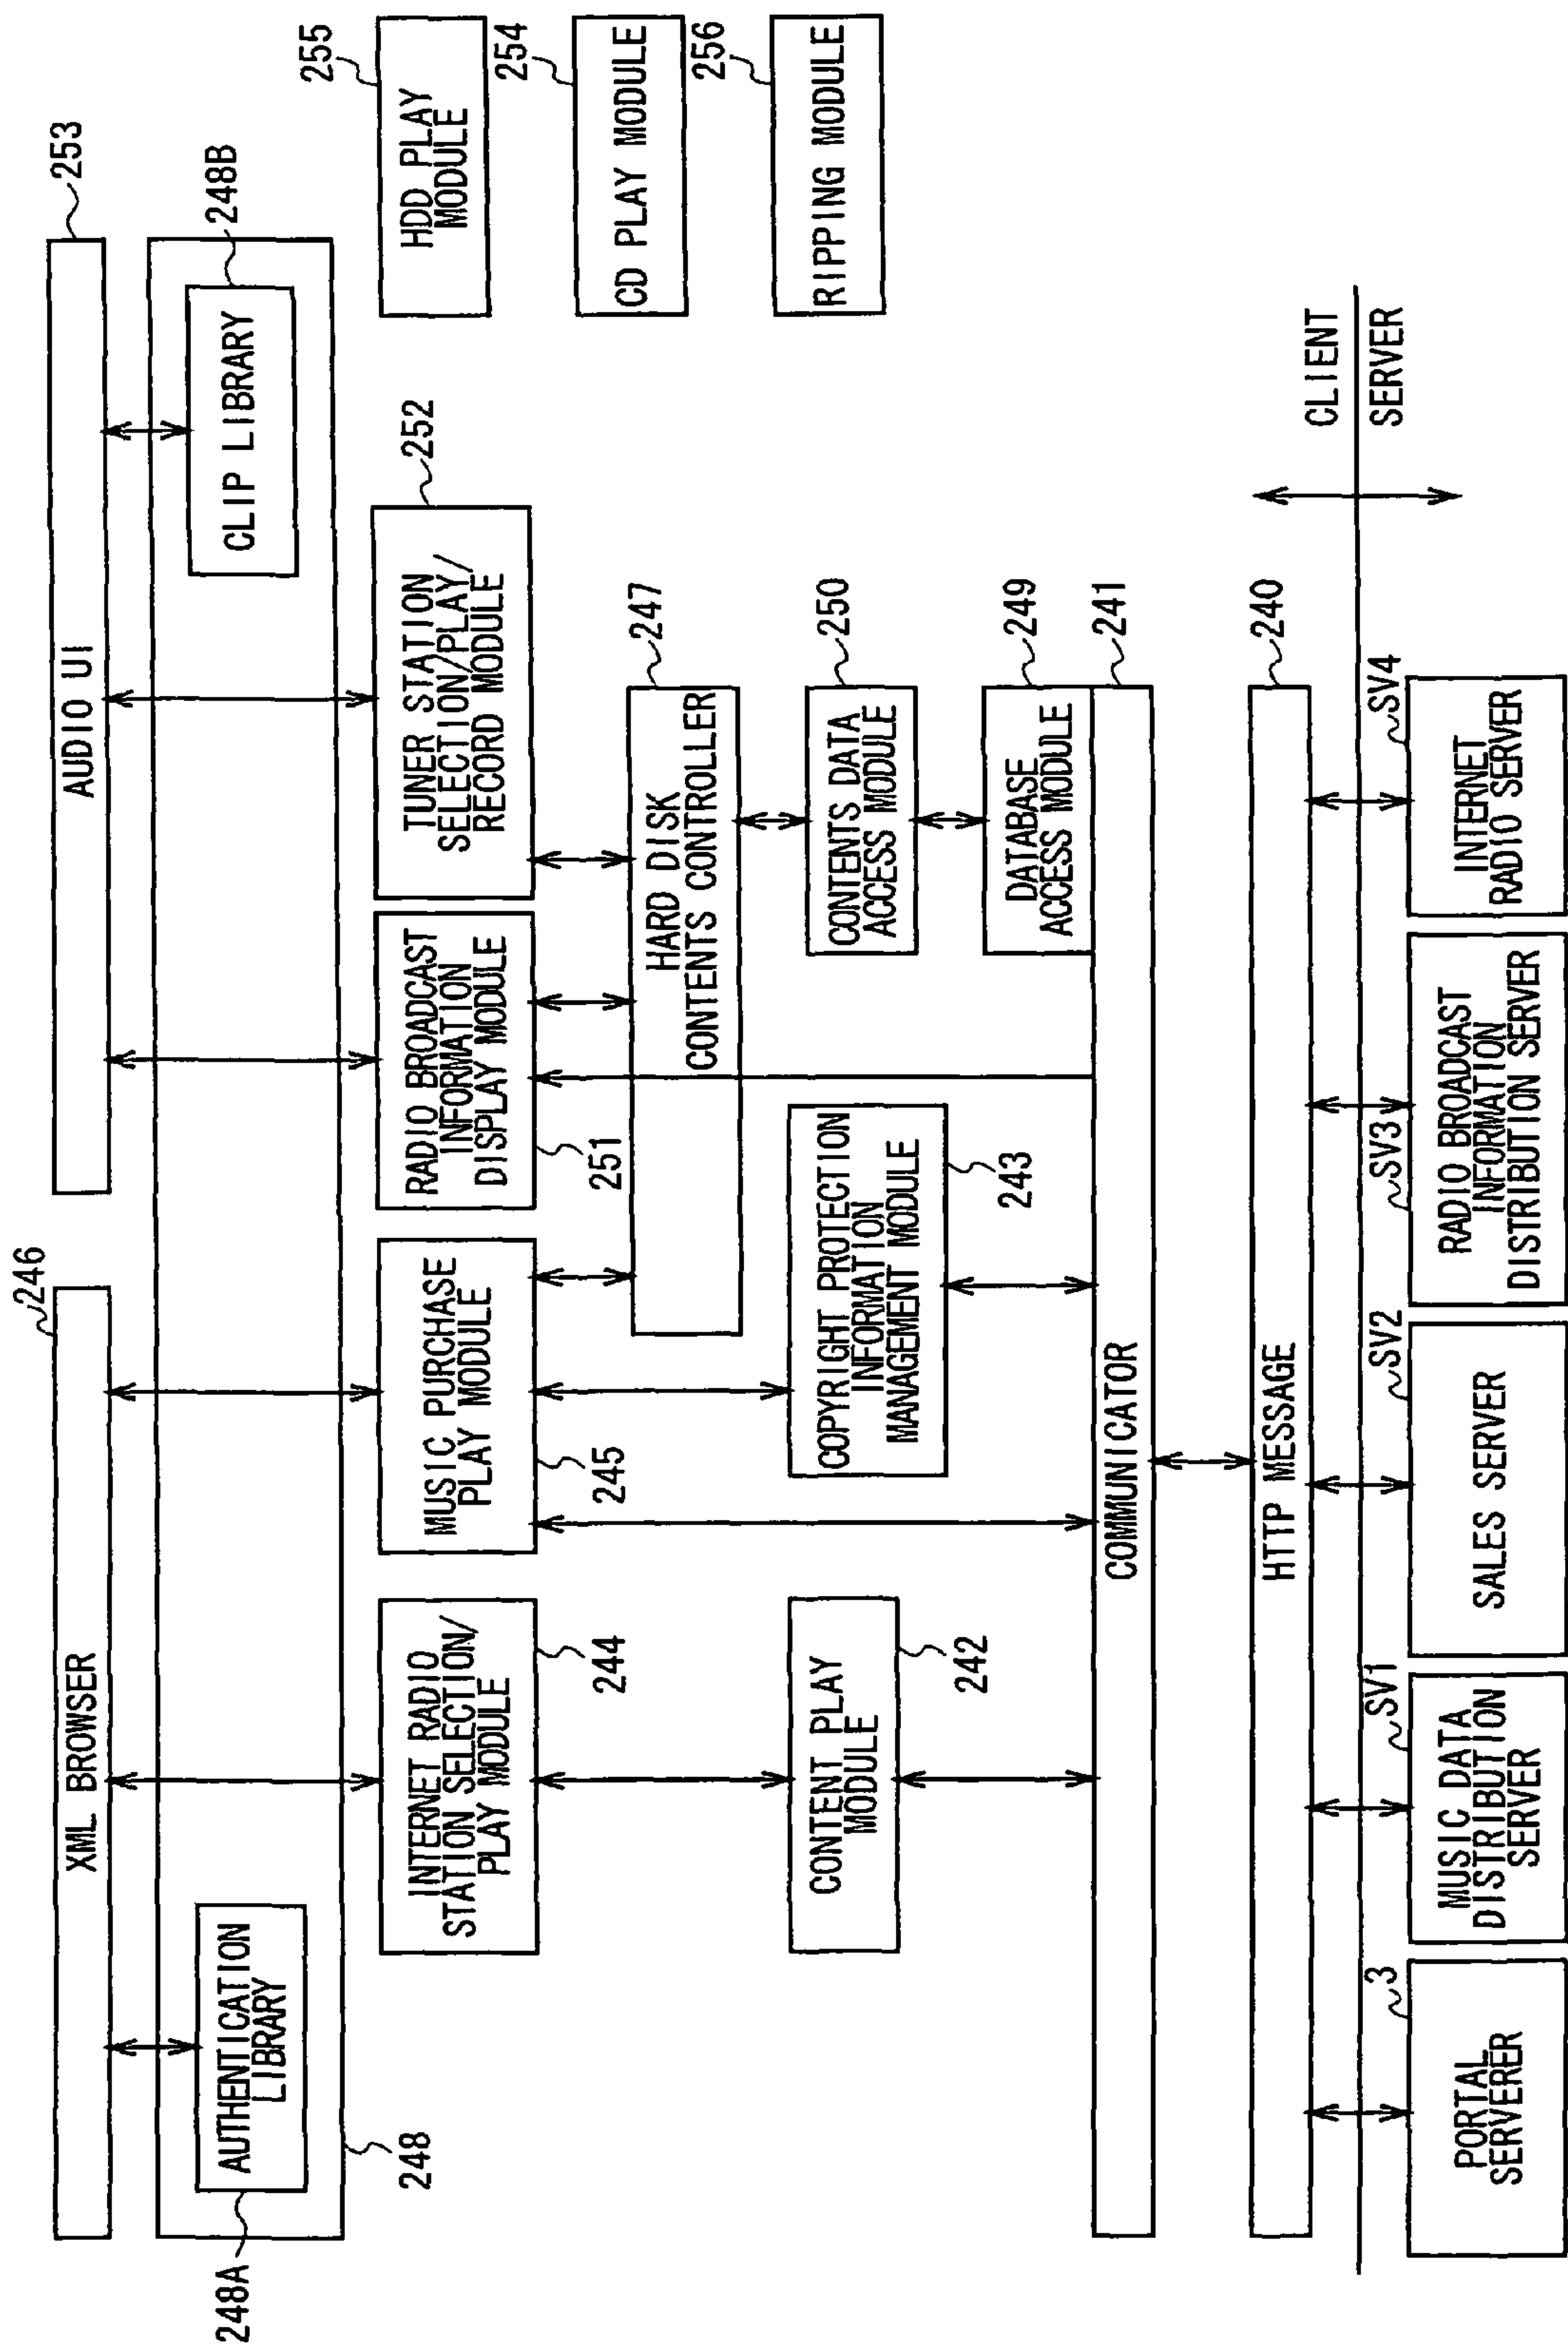 246
XML BROWSER
253
AUDIO UI
248A
AUTHENTICATION
LIBRARY
248
248B
CLIP LIBRARY
INTERNET RADIO
STATION SELECTION/
PLAY MODULE
244
MUSIC PURCHASE
PLAY MODULE
245
RADIO BROADCAST
INFORMATION
DISPLAY MODULE
251
TUNER STATION
SELECTION/PLAY/
RECORD MODULE
252
HDD PLAY
MODULE
255
CD PLAY MODULE
254
RIPPING MODULE
256
HARD DISK
CONTENTS CONTROLLER
247
CONTENT PLAY
MODULE
242
COPYRIGHT PROTECTION
INFORMATION
MANAGEMENT MODULE
243
CONTENTS DATA
ACCESS MODULE
250
DATABASE
ACCESS MODULE
249
COMMUNICATOR
241
HTTP MESSAGE
240
CLIENT
SERVER
PORTAL
SERVERER
3
MUSIC DATA
DISTRIBUTION
SERVER
SV1
SALES SERVER
SV2
RADIO BROADCAST
INFORMATION
DISTRIBUTION SERVER
SV3
INTERNET
RADIO SERVER
SV4